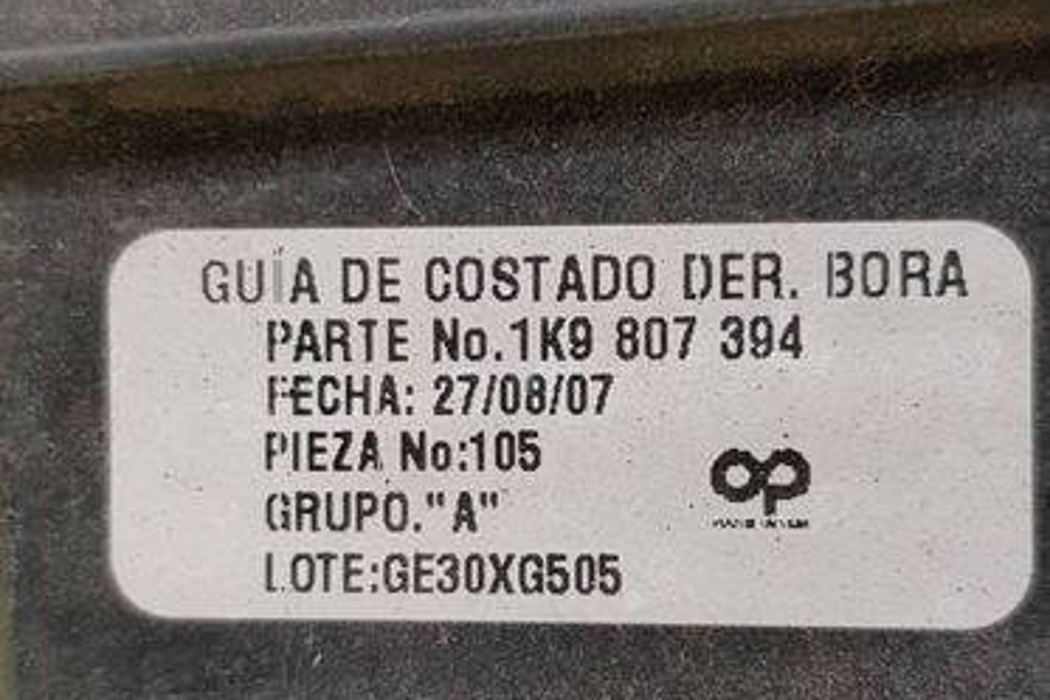 GUÍA DE COSTADO DER. BORA
PARTE No.1K9 807 394
FECHA: 27/08/07
PIEZA No:105
GRUPO."A"
LOTE:GE30XG505
op